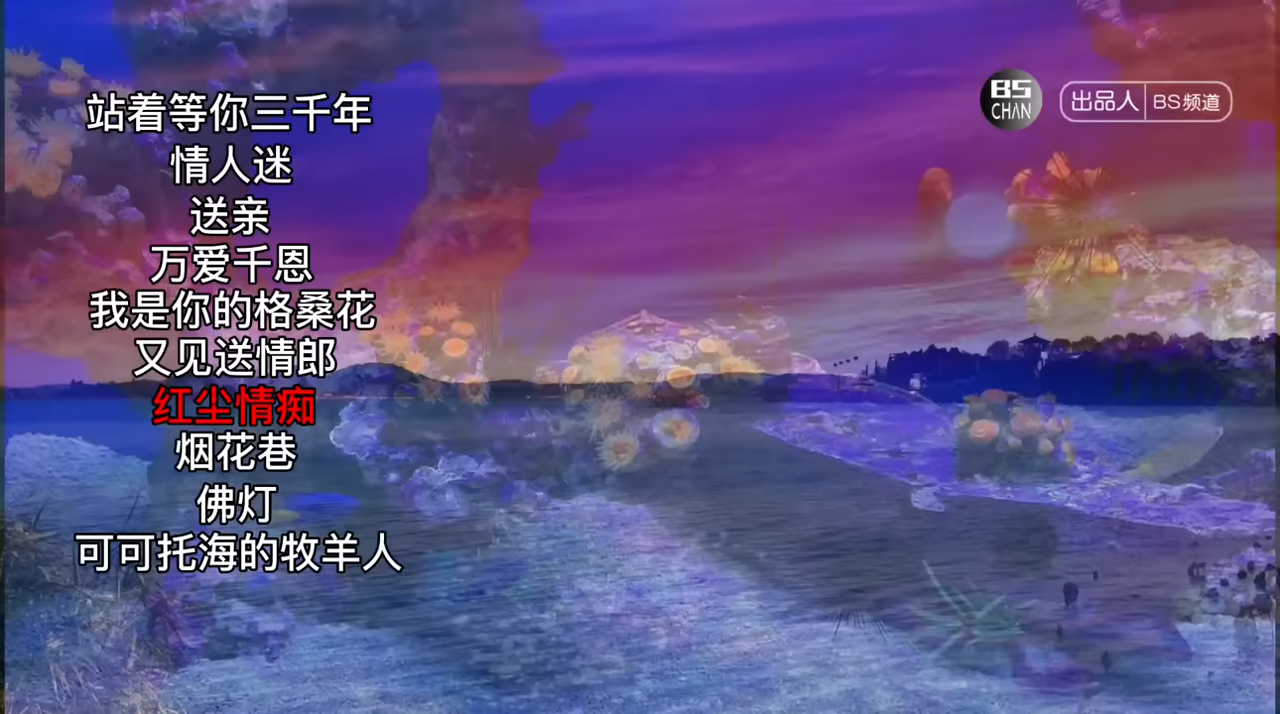 站着等你三千年
情人迷
送亲
万爱千恩
我是你的格桑花
又见送情郎
红尘情痴
烟花巷
佛灯
可可托海的牧羊人
BS
CHAN
出品人 BS频道